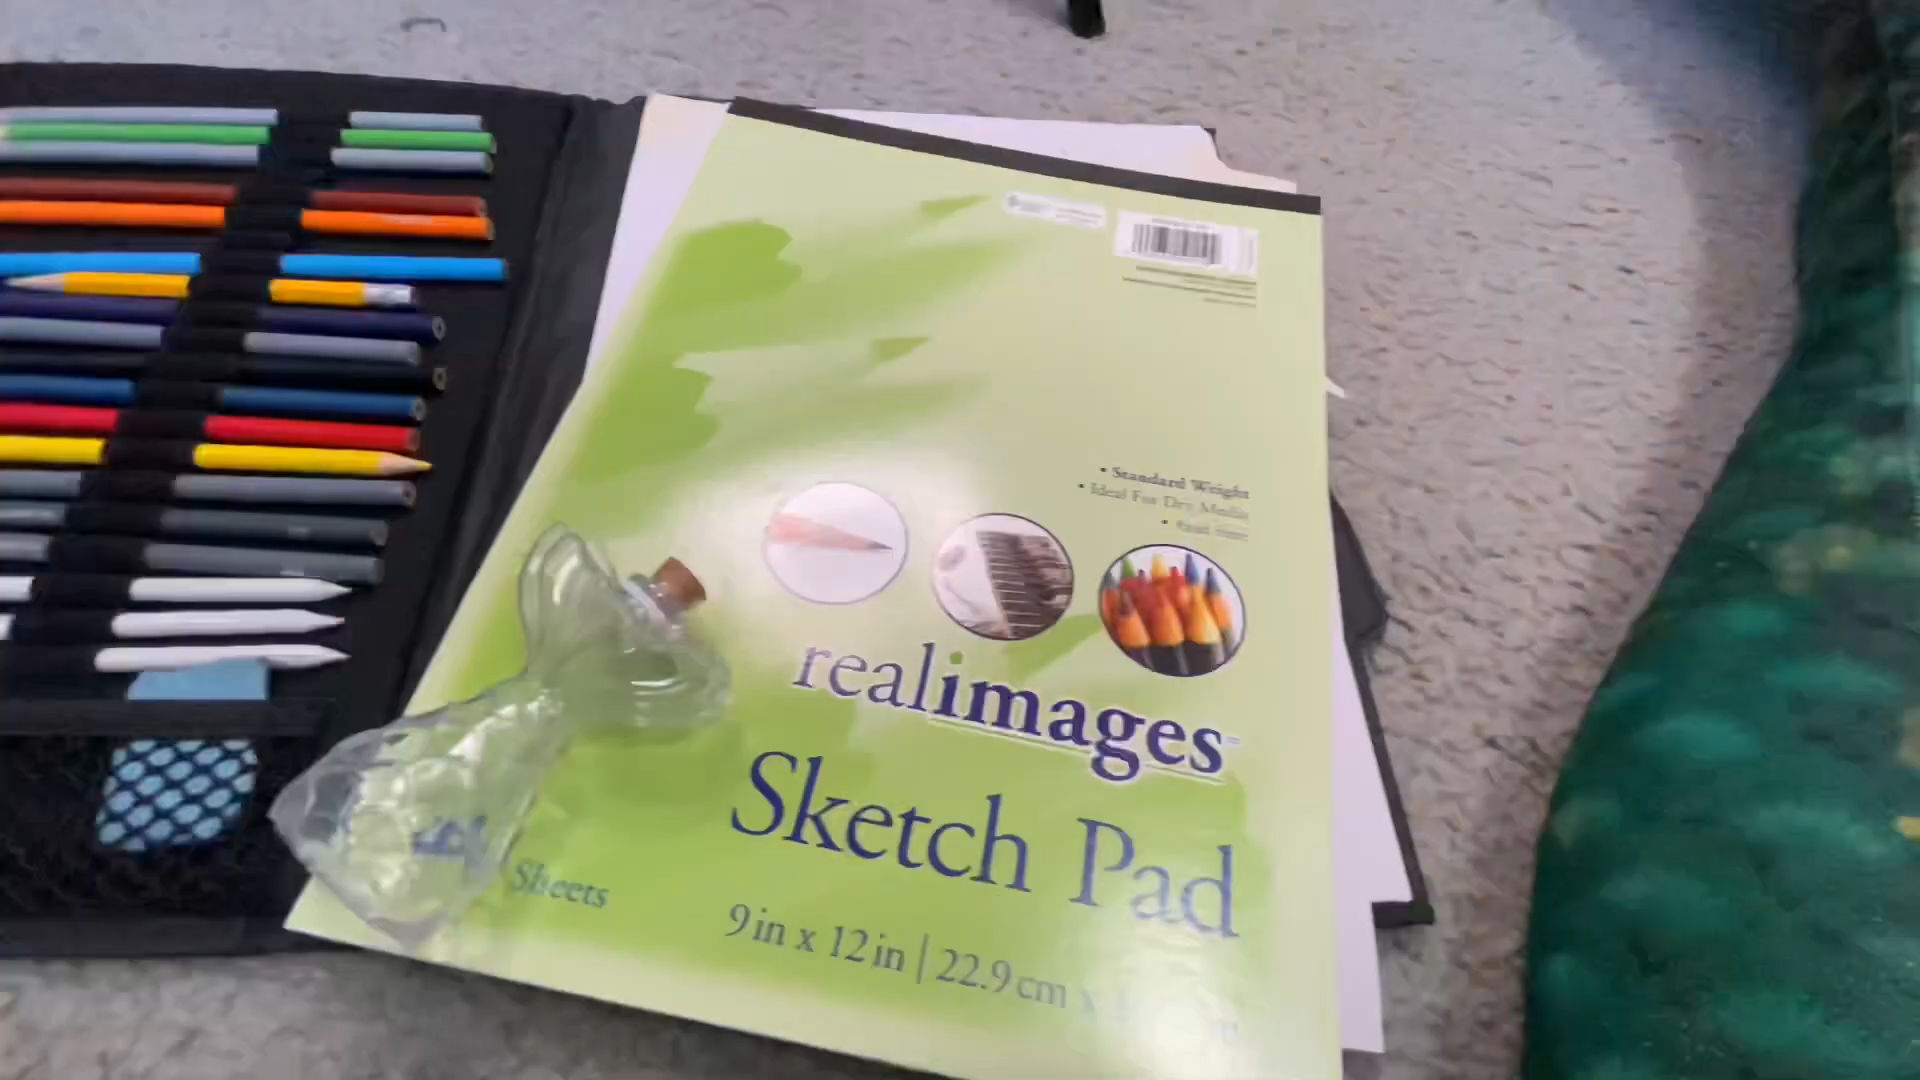 • Standard Weight
• Ideal For Dry Media
realimages
Sketch Pad
Sheets
9 in x 12 in | 22.9 cm x